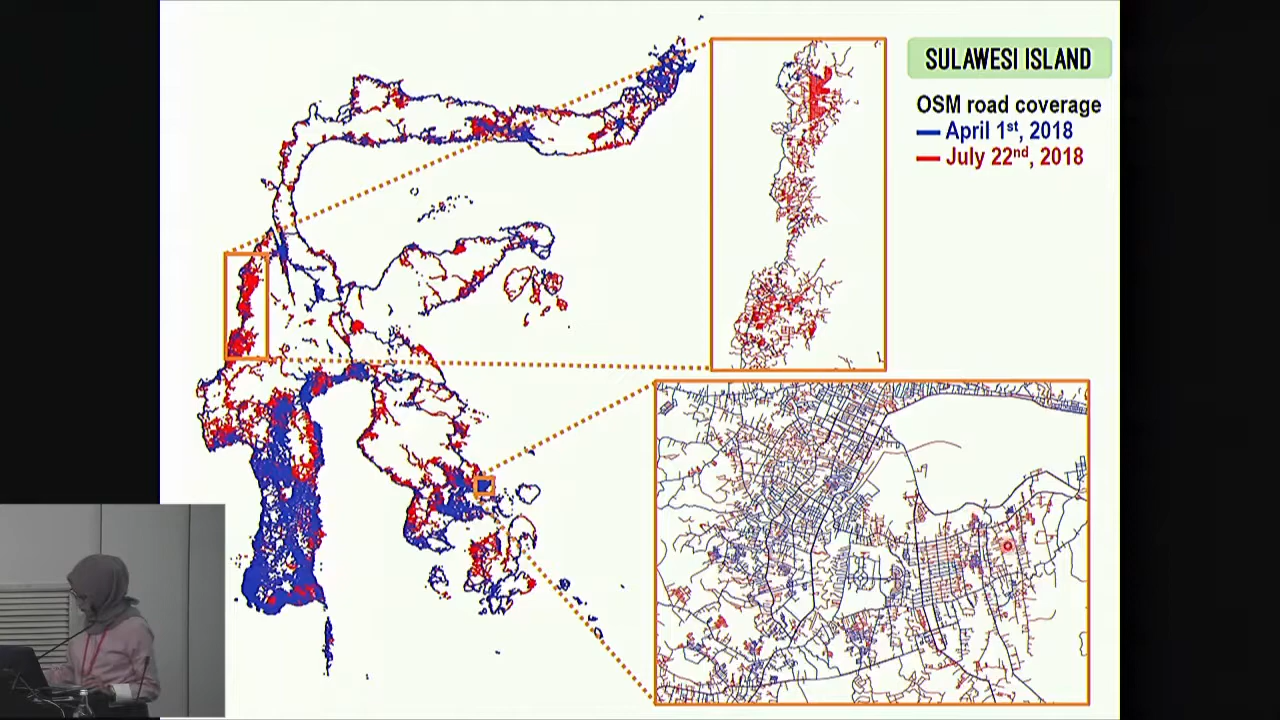 SULAWESI ISLAND
OSM road coverage
April 1st, 2018
July 22nd, 2018